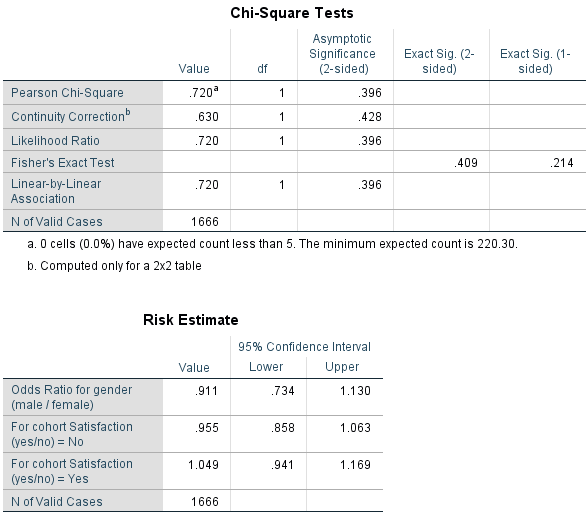 Chi-Square Tests
Value df Asymptotic Significance (2-sided) Exact Sig. (2-sided) Exact Sig. (1-sided)
Pearson Chi-Square .720a 1 .396
Continuity Correctionb .630 1 .428
Likelihood Ratio .720 1 .396
Fisher's Exact Test .409 .214
Linear-by-Linear Association .720 1 .396
N of Valid Cases 1666
a. 0 cells (0.0%) have expected count less than 5. The minimum expected count is 220.30.
b. Computed only for a 2x2 table
Risk Estimate
95% Confidence Interval
Value Lower Upper
Odds Ratio for gender (male / female) .911 .734 1.130
For cohort Satisfaction (yes/no) = No .955 .858 1.063
For cohort Satisfaction (yes/no) = Yes 1.049 .941 1.169
N of Valid Cases 1666